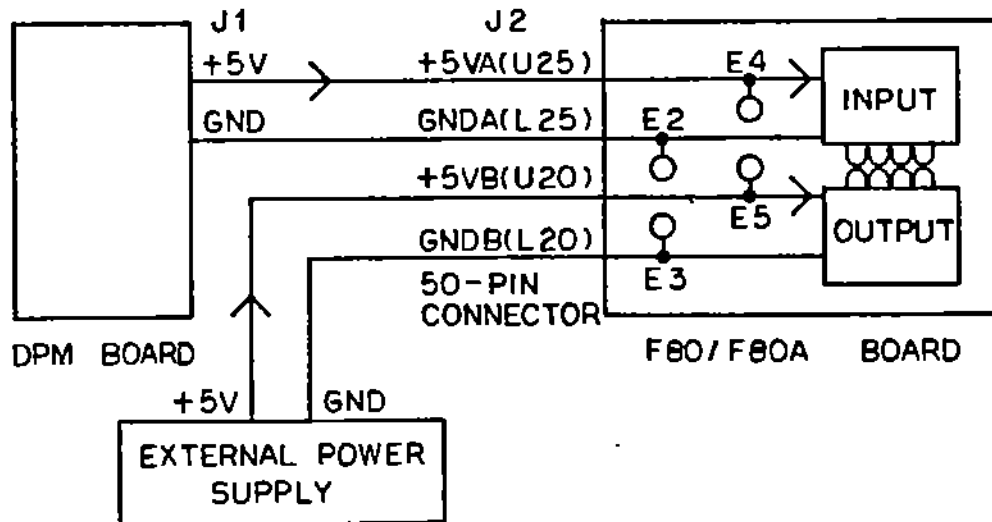 J1
J2
+5V
+5VA(U25)
E4
INPUT
GND
GNDA(L25)
E2
+5VB(U20)
E5
OUTPUT
GNDB(L20)
E3
50-PIN
CONNECTOR
DPM BOARD
F80/F80A BOARD
+5V
GND
EXTERNAL POWER
SUPPLY